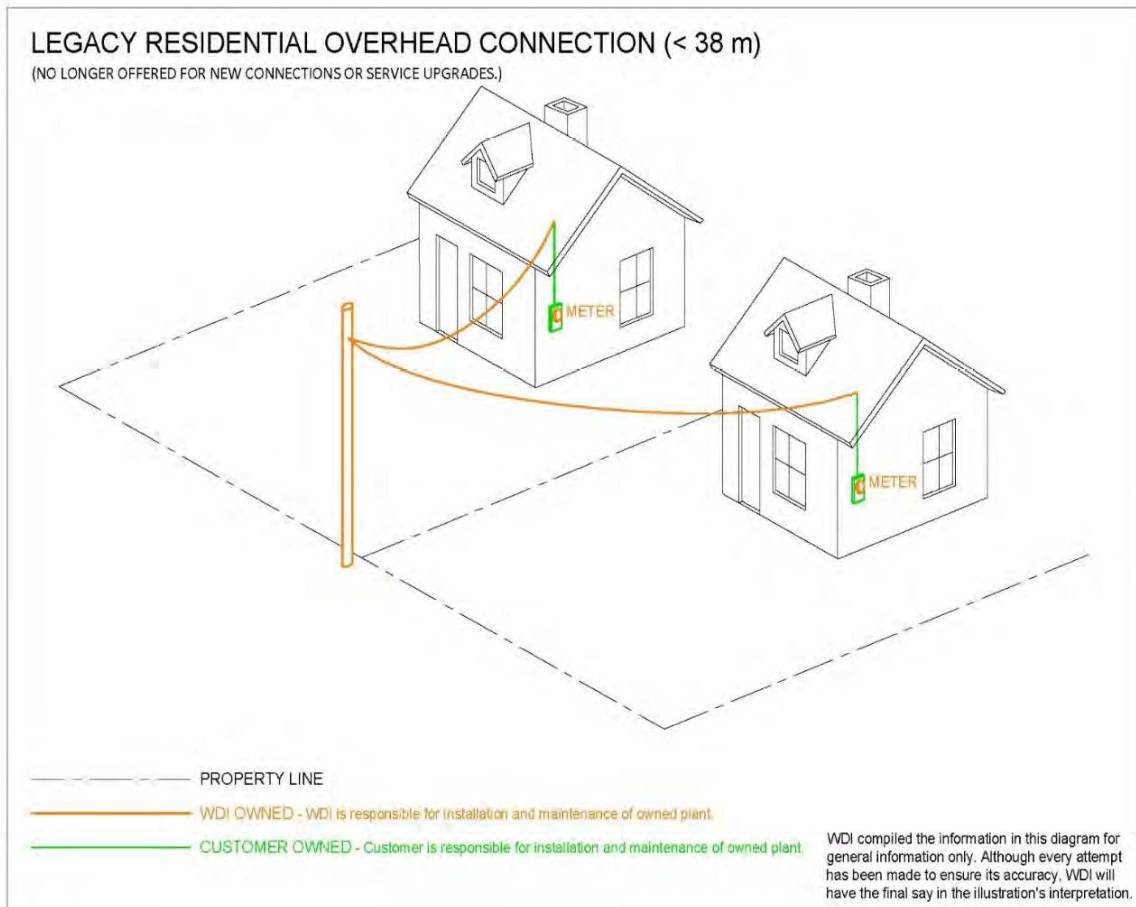 LEGACY RESIDENTIAL OVERHEAD CONNECTION (< 38 m)
(NO LONGER OFFERED FOR NEW CONNECTIONS OR SERVICE UPGRADES.)
METER
METER
PROPERTY LINE
WDI OWNED - WDI is responsible for installation and maintenance of owned plant.
CUSTOMER OWNED - Customer is responsible for installation and maintenance of owned plant.
WDI compiled the information in this diagram for
general information only. Although every attempt
has been made to ensure its accuracy, WDI will
have the final say in the illustration's interpretation.